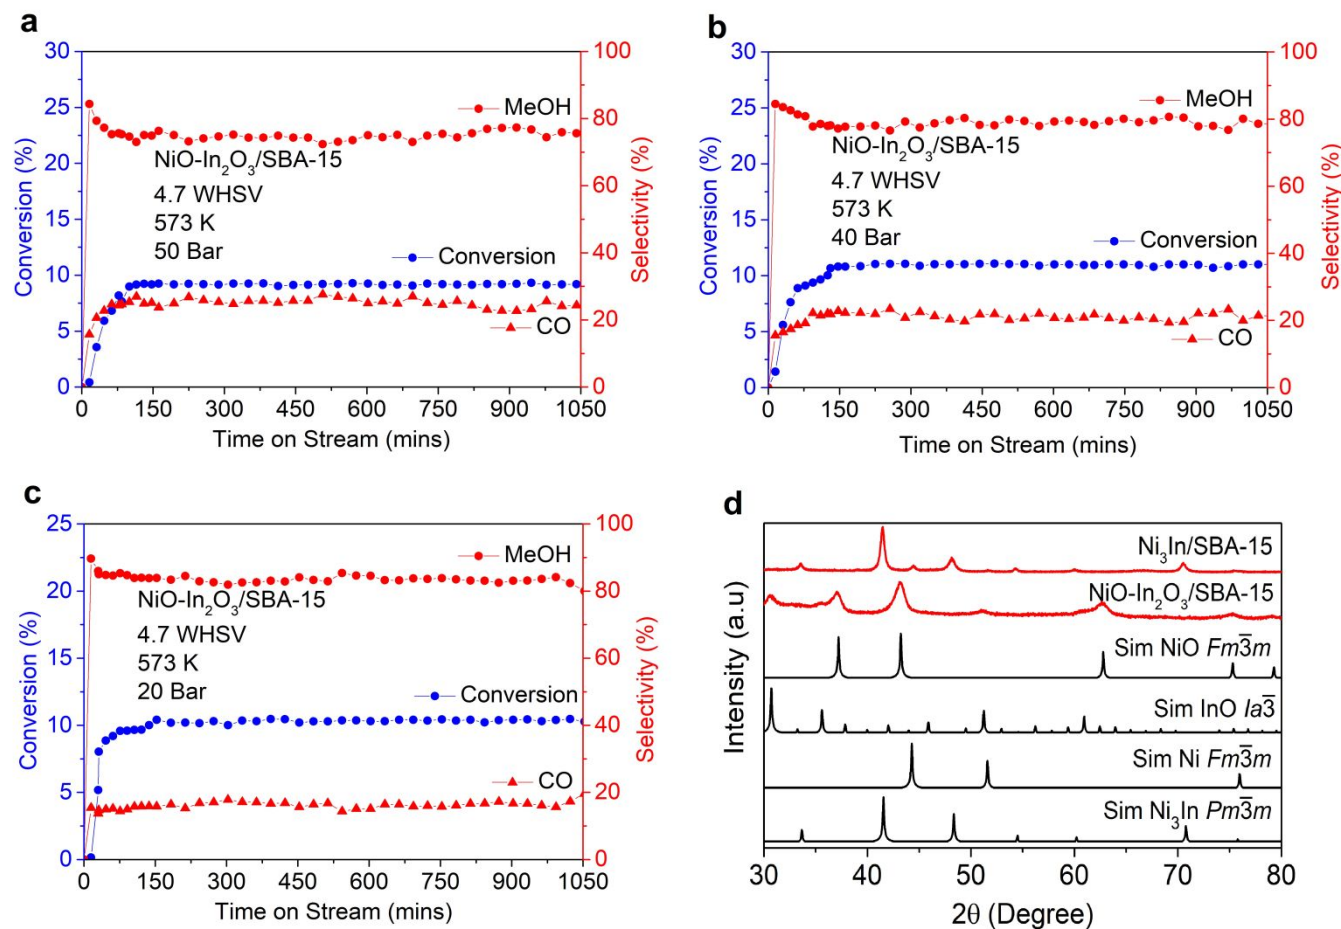 a
30
25
20
15
10
5
0
Conversion (%)
100
80
60
40
20
0
Selectivity (%)
MeOH
NiO-In₂O₃/SBA-15
4.7 WHSV
573 K
50 Bar
Conversion
CO
0 150 300 450 600 750 900 1050
Time on Stream (mins)
b
30
25
20
15
10
5
0
Conversion (%)
100
80
60
40
20
0
Selectivity (%)
MeOH
NiO-In₂O₃/SBA-15
4.7 WHSV
573 K
40 Bar
Conversion
CO
0 150 300 450 600 750 900 1050
Time on Stream (mins)
c
25
20
15
10
5
0
Conversion (%)
100
80
60
40
20
0
Selectivity (%)
MeOH
NiO-In₂O₃/SBA-15
4.7 WHSV
573 K
20 Bar
Conversion
CO
0 150 300 450 600 750 900 1050
Time on Stream (mins)
d
Intensity (a.u)
Ni₃In/SBA-15
NiO-In₂O₃/SBA-15
Sim NiO Fm3̅m
Sim InO Ia3̅
Sim Ni Fm3̅m
Sim Ni₃In Pm3̅m
30 40 50 60 70 80
2θ (Degree)